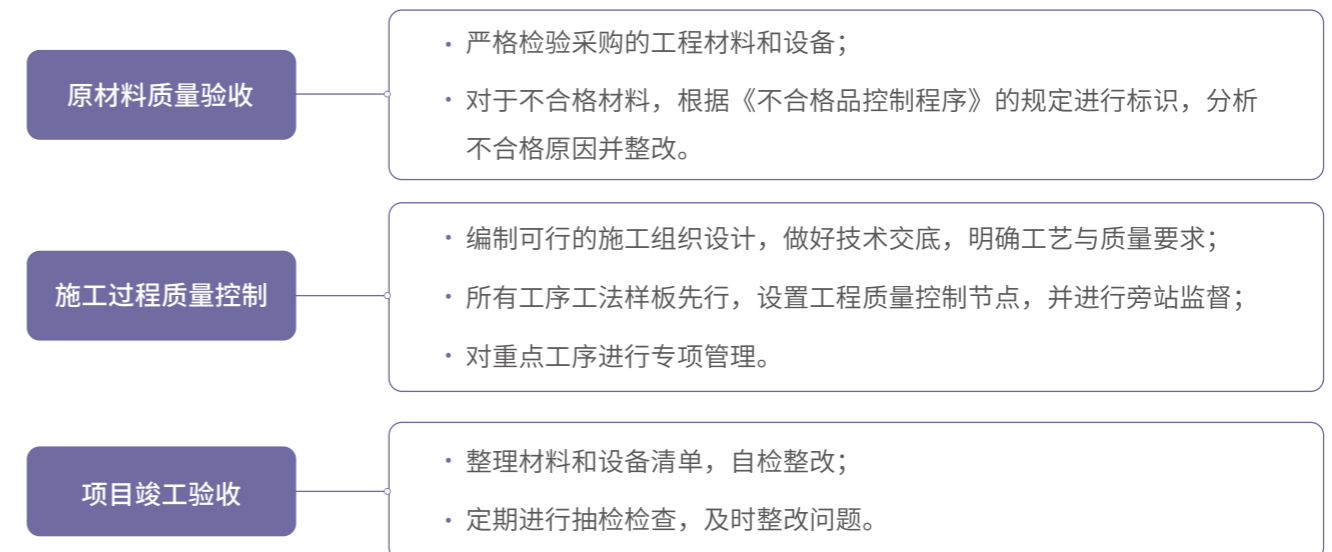 原材料质量验收
·严格检验采购的工程材料和设备；
·对于不合格材料，根据《不合格品控制程序》的规定进行标识，分析
不合格原因并整改。
施工过程质量控制
·编制可行的施工组织设计，做好技术交底，明确工艺与质量要求；
·所有工序工法样板先行，设置工程质量控制节点，并进行旁站监督；
·对重点工序进行专项管理。
项目竣工验收
·整理材料和设备清单，自检整改；
·定期进行抽检检查，及时整改问题。